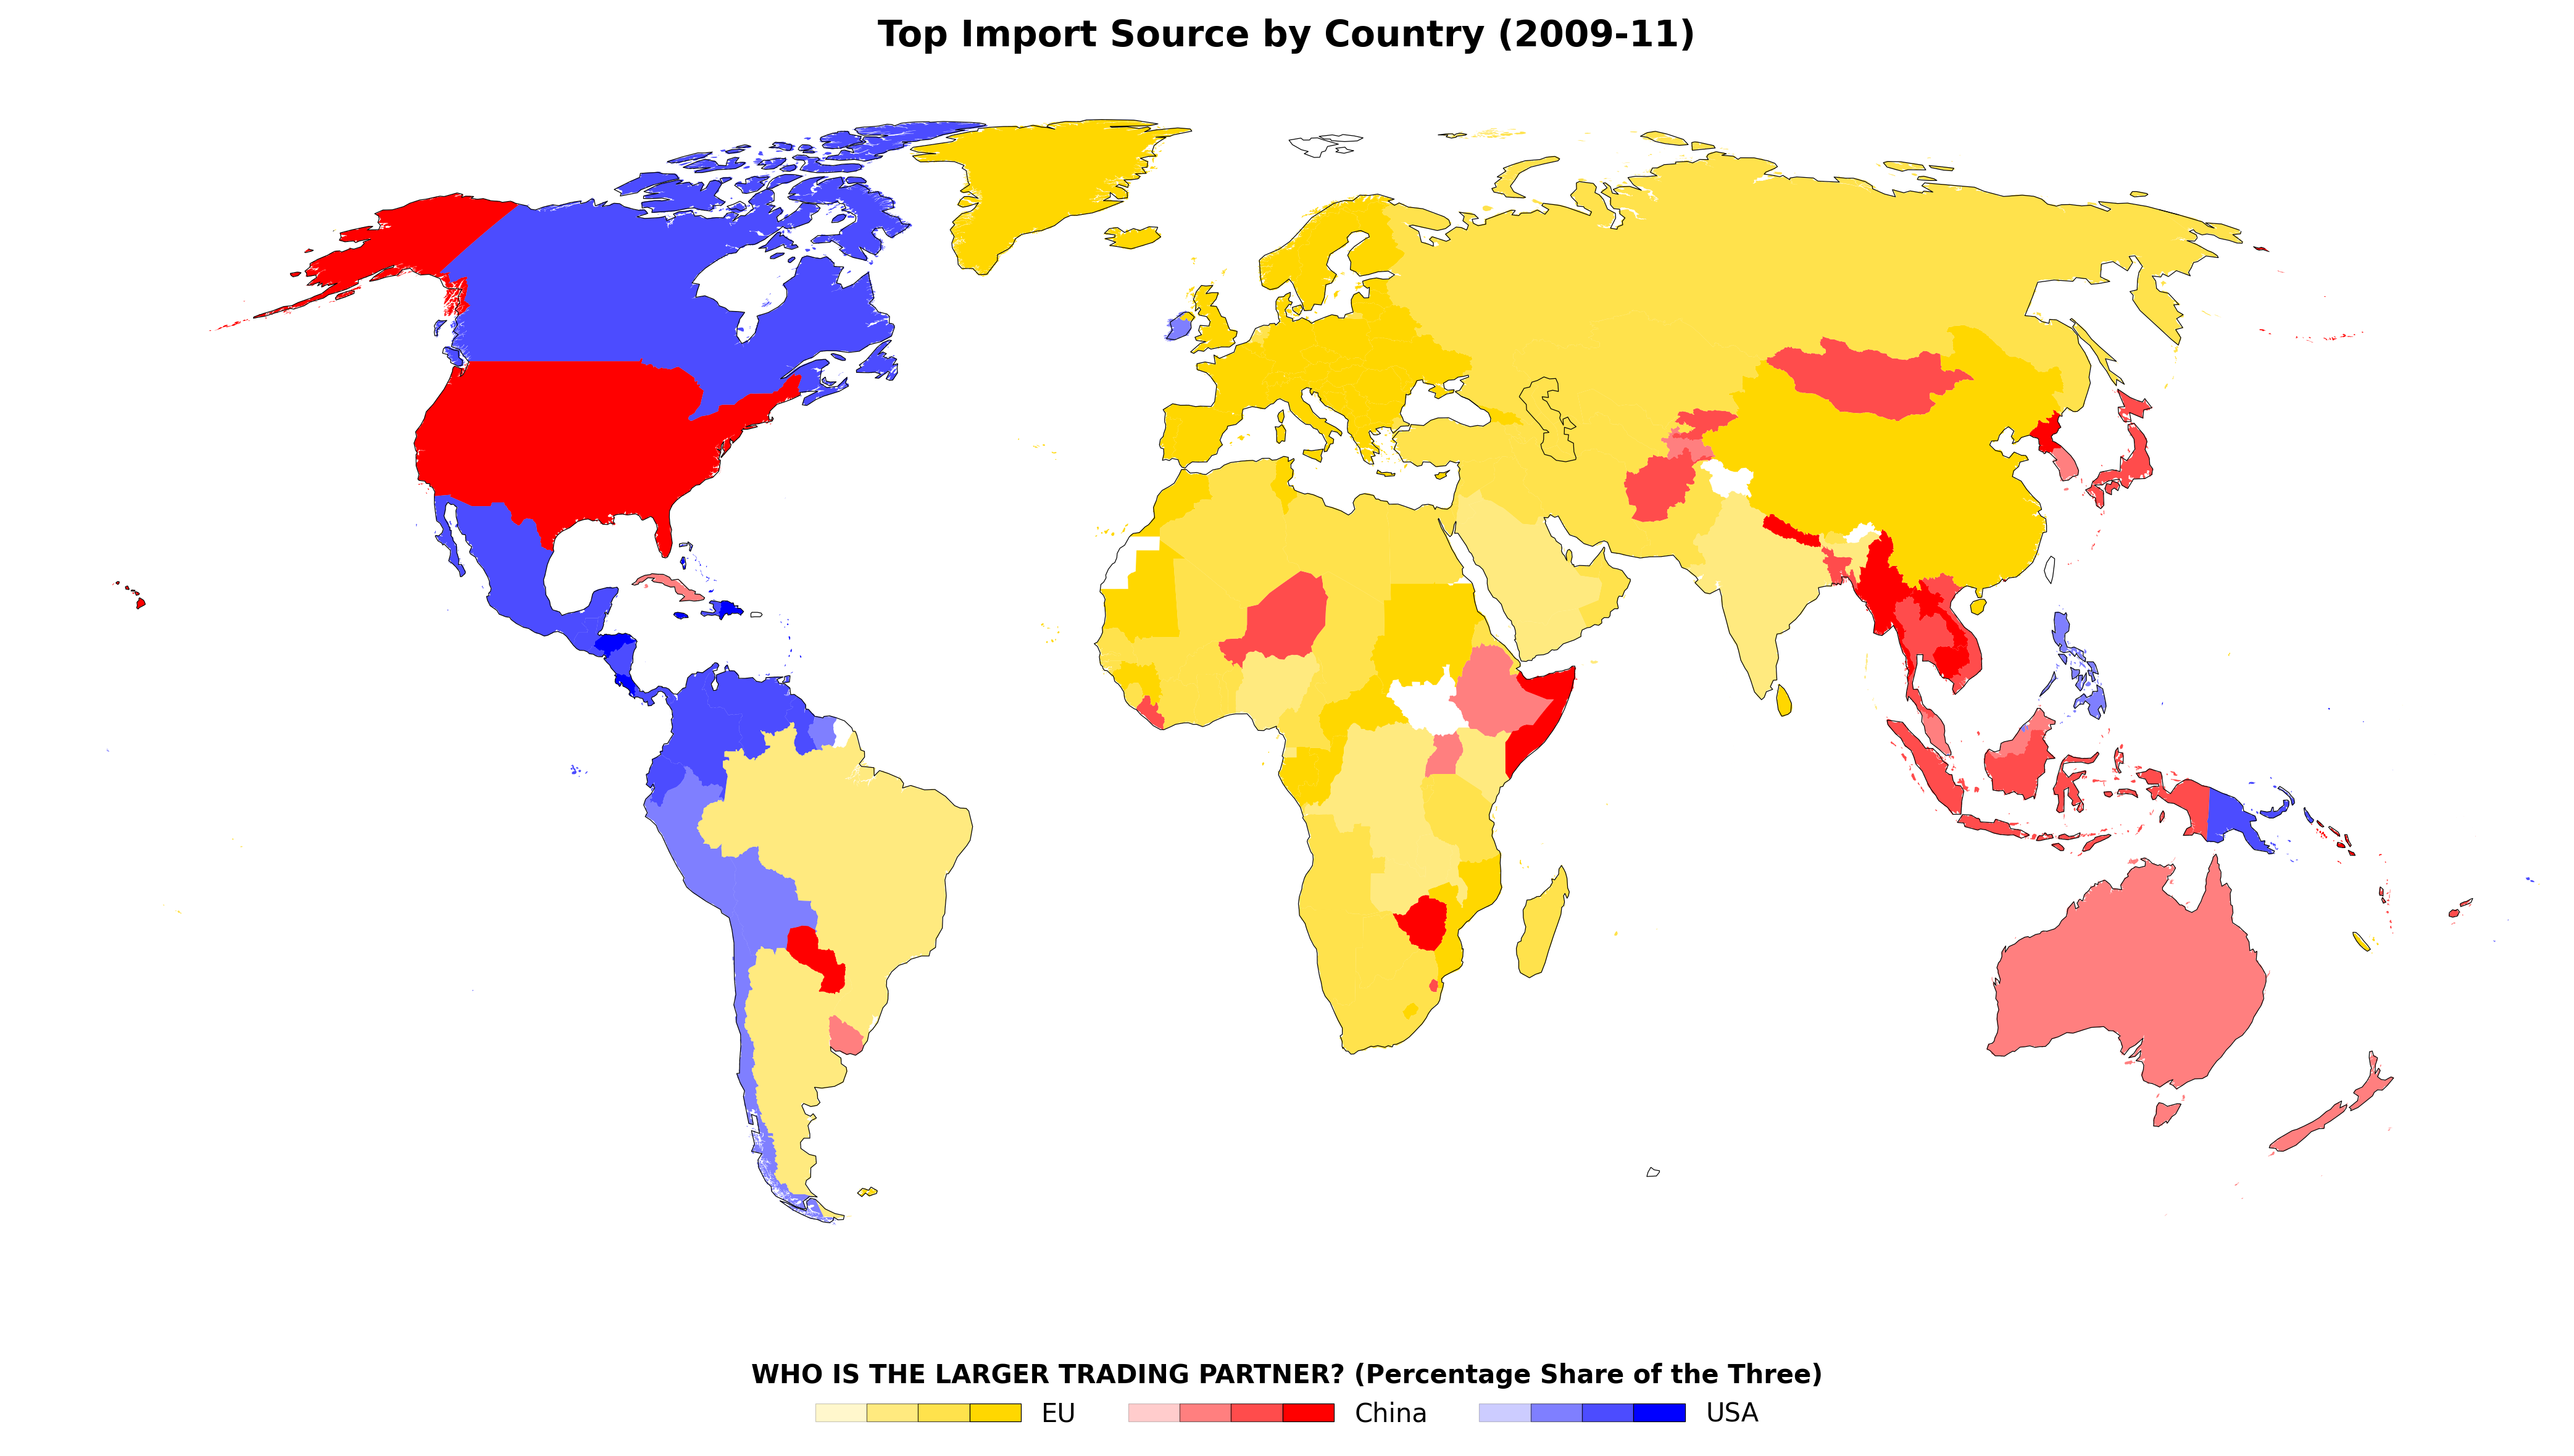 Top Import Source by Country (2009-11)
WHO IS THE LARGER TRADING PARTNER? (Percentage Share of the Three)
EU China USA